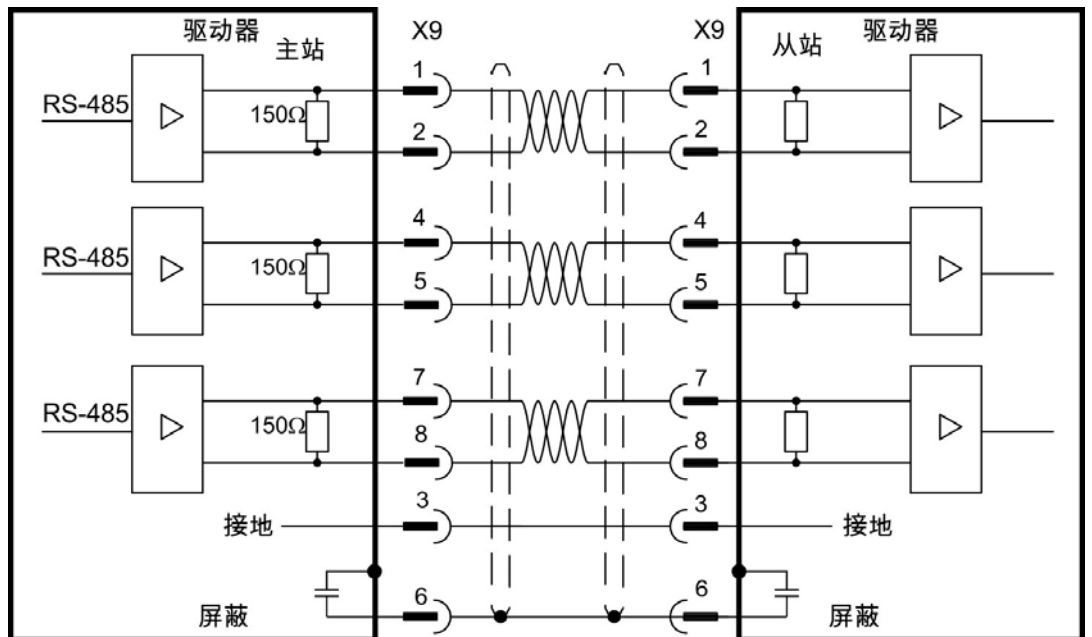 驱动器 X9 X9 驱动器
主站 从站
1 1
RS-485
150Ω
2 2
4 4
RS-485
150Ω
5 5
7 7
RS-485
150Ω
8 8
3 3
接地 接地
6 6
屏蔽 屏蔽